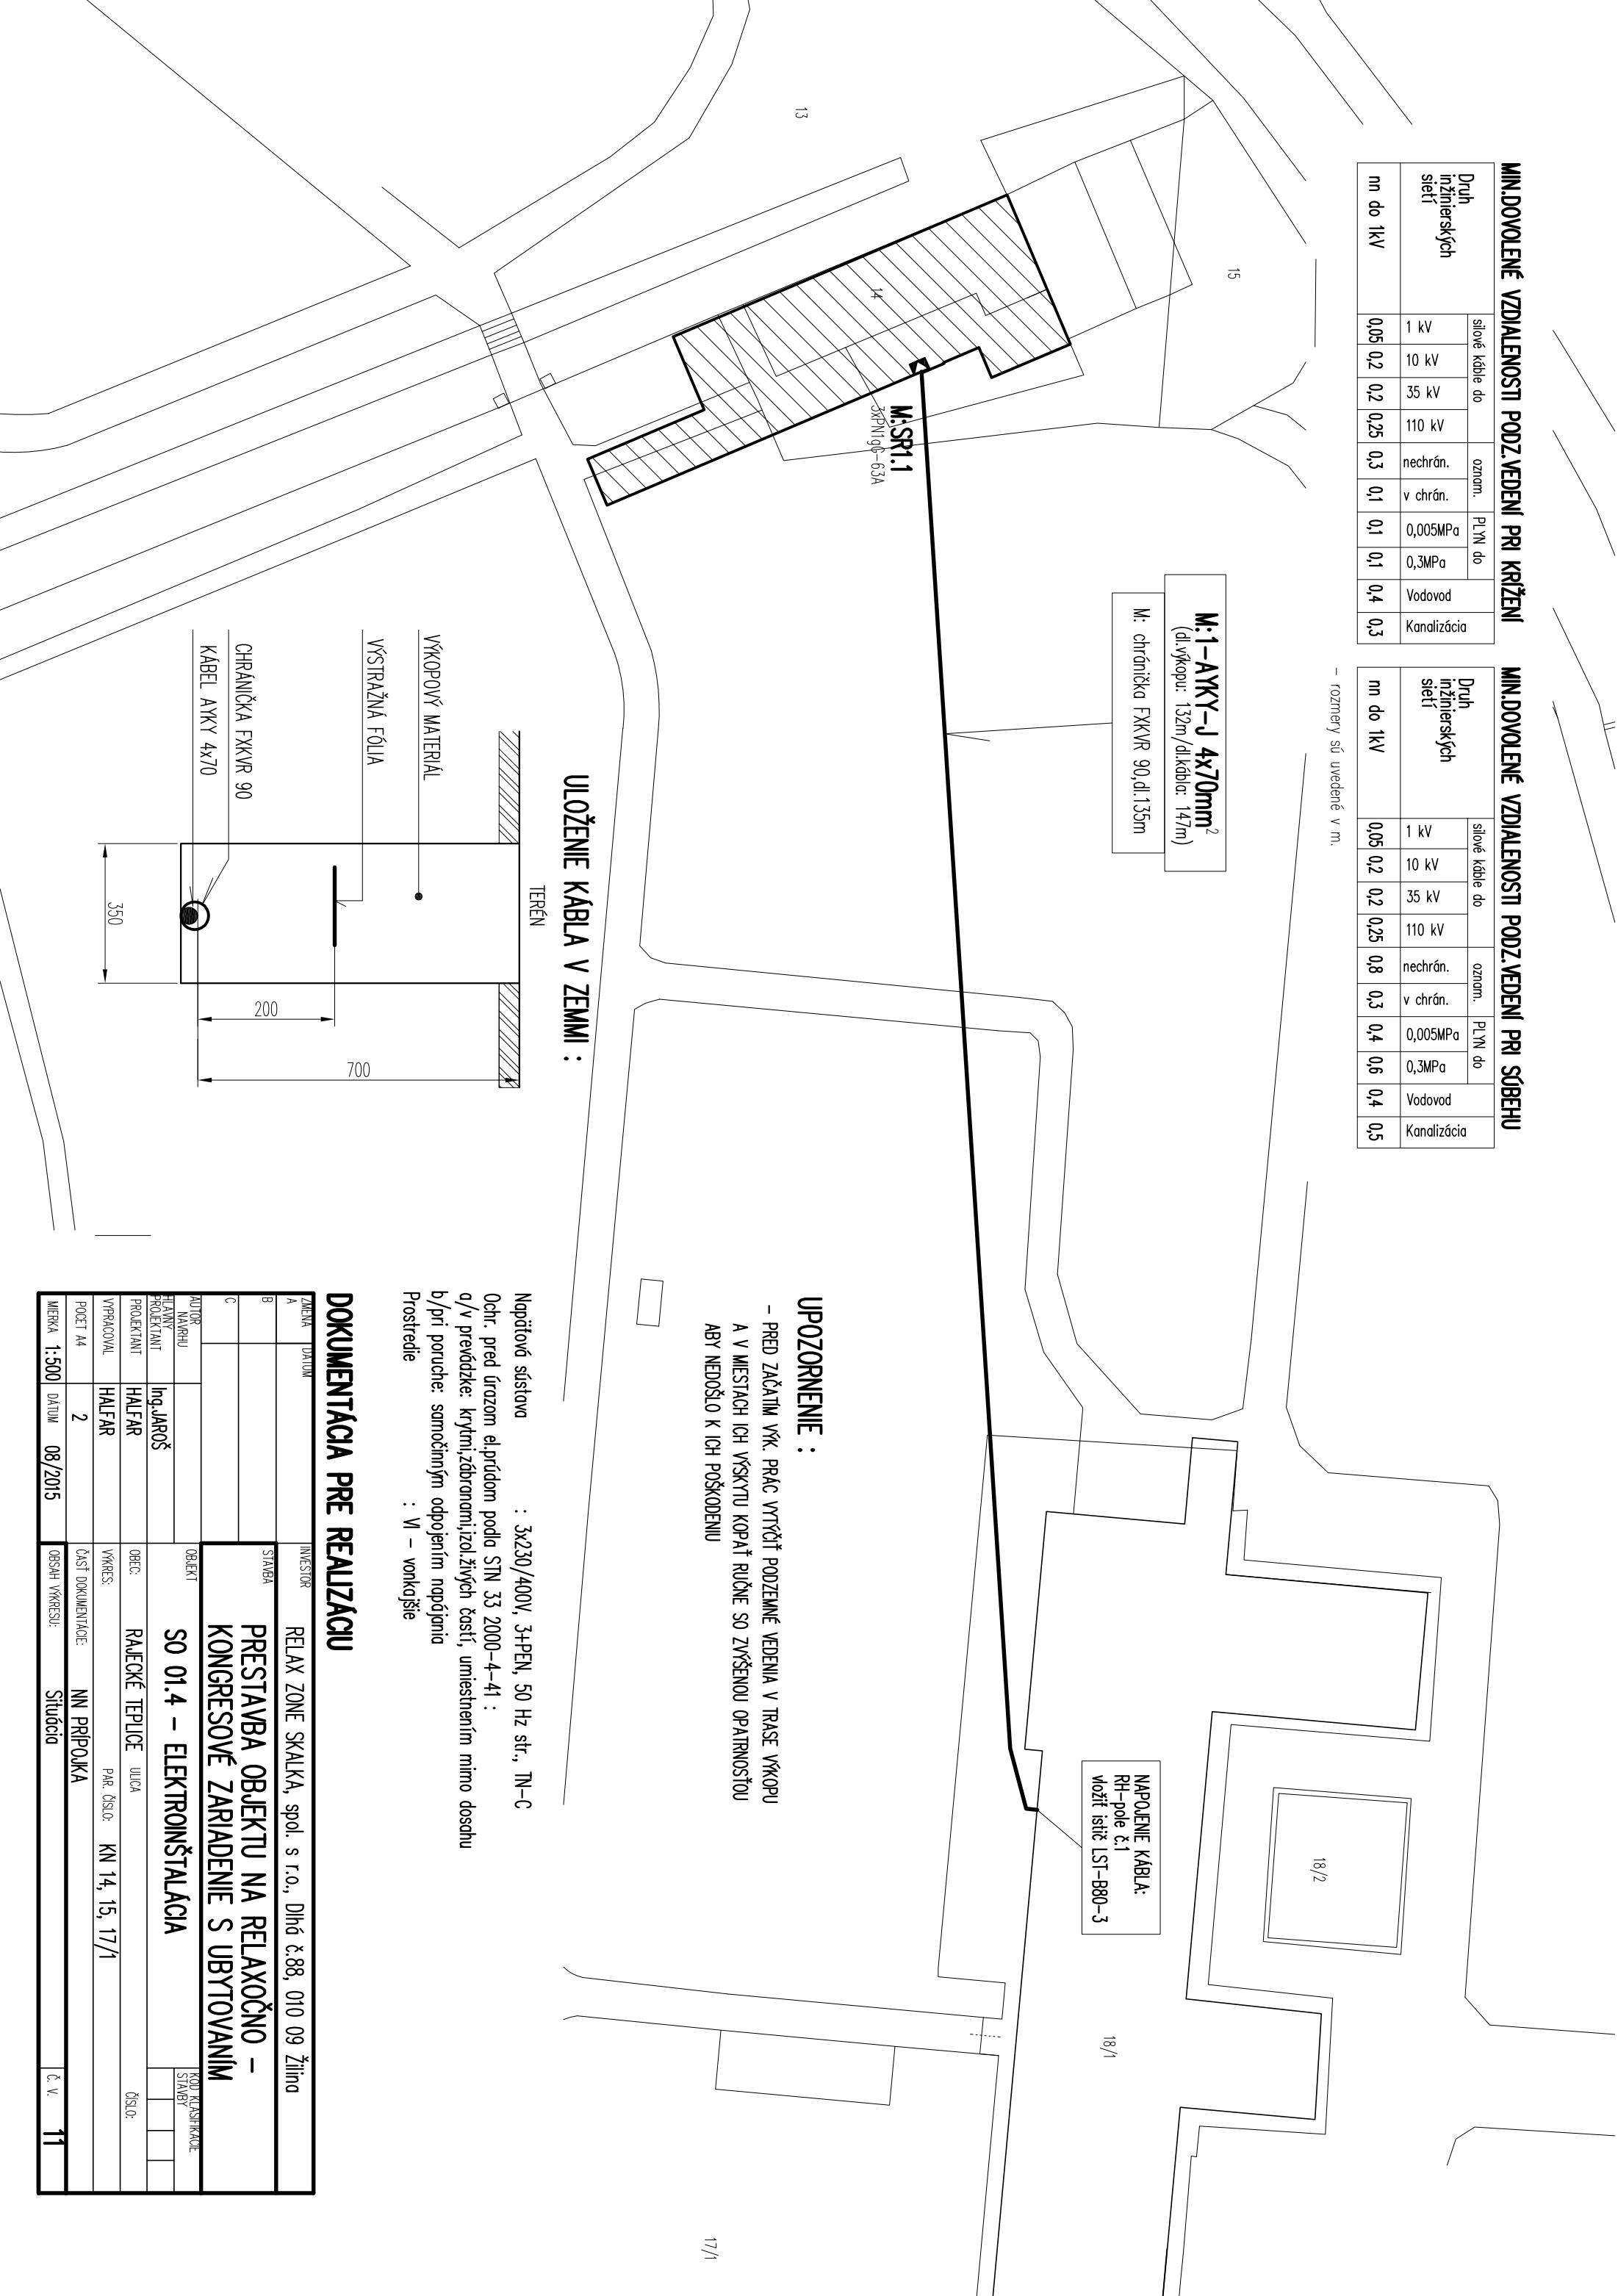 MIN.DOVOLENÉ VZDIALENOSTI PODZ.VEDENÍ PRI KRÍŽENÍ
Druh
inžinierských
sietí
silové káble do
oznam.
PLYN do
1 kV
10 kV
35 kV
110 kV
nechrán.
v chrán.
0,005MPa
0,3MPa
Vodovod
Kanalizácia
nn do 1kV
0,05
0,2
0,2
0,25
0,3
0,1
0,1
0,1
0,4
0,3
MIN.DOVOLENÉ VZDIALENOSTI PODZ.VEDENÍ PRI SÚBEHU
Druh
inžinierských
sietí
silové káble do
oznam.
PLYN do
1 kV
10 kV
35 kV
110 kV
nechrán.
v chrán.
0,005MPa
0,3MPa
Vodovod
Kanalizácia
nn do 1kV
0,05
0,2
0,2
0,25
0,8
0,3
0,4
0,6
0,4
0,5
- rozmery sú uvedené v m.
13
14
15
M:SR1.1
3xPN1gG-63A
M:1-AYKY-J 4x70mm²
(dl.výkopu: 132m/dl.kábla: 147m)
M: chránička FXKVR 90,dl.135m
NAPOJENIE KÁBLA:
RH-pole č.1
vložiť istič LST-B80-3
18/2
18/1
17/1
ULOŽENIE KÁBLA V ZEMMI :
TERÉN
VÝKOPOVÝ MATERIÁL
VÝSTRAŽNÁ FÓLIA
CHRÁNIČKA FXKVR 90
KÁBEL AYKY 4x70
350
200
700
UPOZORNENIE :
- PRED ZAČATÍM VÝK. PRÁC VYTÝČIŤ PODZEMNÉ VEDENIA V TRASE VÝKOPU
A V MIESTACH ICH VÝSKYTU KOPAŤ RUČNE SO ZVÝŠENOU OPATRNOSŤOU
ABY NEDOŠLO K ICH POŠKODENIU
Napäťová sústava : 3x230/400V, 3+PEN, 50 Hz str., TN-C
Ochr. pred úrazom el.prúdom podla STN 33 2000-4-41 :
a/v prevádzke: krytmi,zábranami,izol.živých častí, umiestnením mimo dosahu
b/pri poruche: samočinným odpojením napájania
Prostredie : VI - vonkajšie
DOKUMENTÁCIA PRE REALIZÁCIU
ZMENA
DÁTUM
A
B
C
INVESTOR
RELAX ZONE SKALKA, spol. s r.o., Dlhá č.88, 010 09 Žilina
STAVBA
PRESTAVBA OBJEKTU NA RELAXOČNO -
KONGRESOVÉ ZARIADENIE S UBYTOVANÍM
AUTOR
NÁVRHU
OBJEKT
SO 01.4 - ELEKTROINŠTALÁCIA
KÓD KLASIFIKÁCIE
STAVBY
HLAVNÝ
PROJEKTANT
Ing.JAROŠ
PROJEKTANT
HALFAR
OBEC:
RAJECKÉ TEPLICE
ULICA
ČÍSLO:
VYPRACOVAL
HALFAR
VÝKRES:
PAR. ČÍSLO: KN 14, 15, 17/1
POČET A4
2
ČASŤ DOKUMENTÁCIE:
NN PRÍPOJKA
MIERKA
1:500
DÁTUM
08/2015
OBSAH VÝKRESU:
Situácia
Č. V.
11